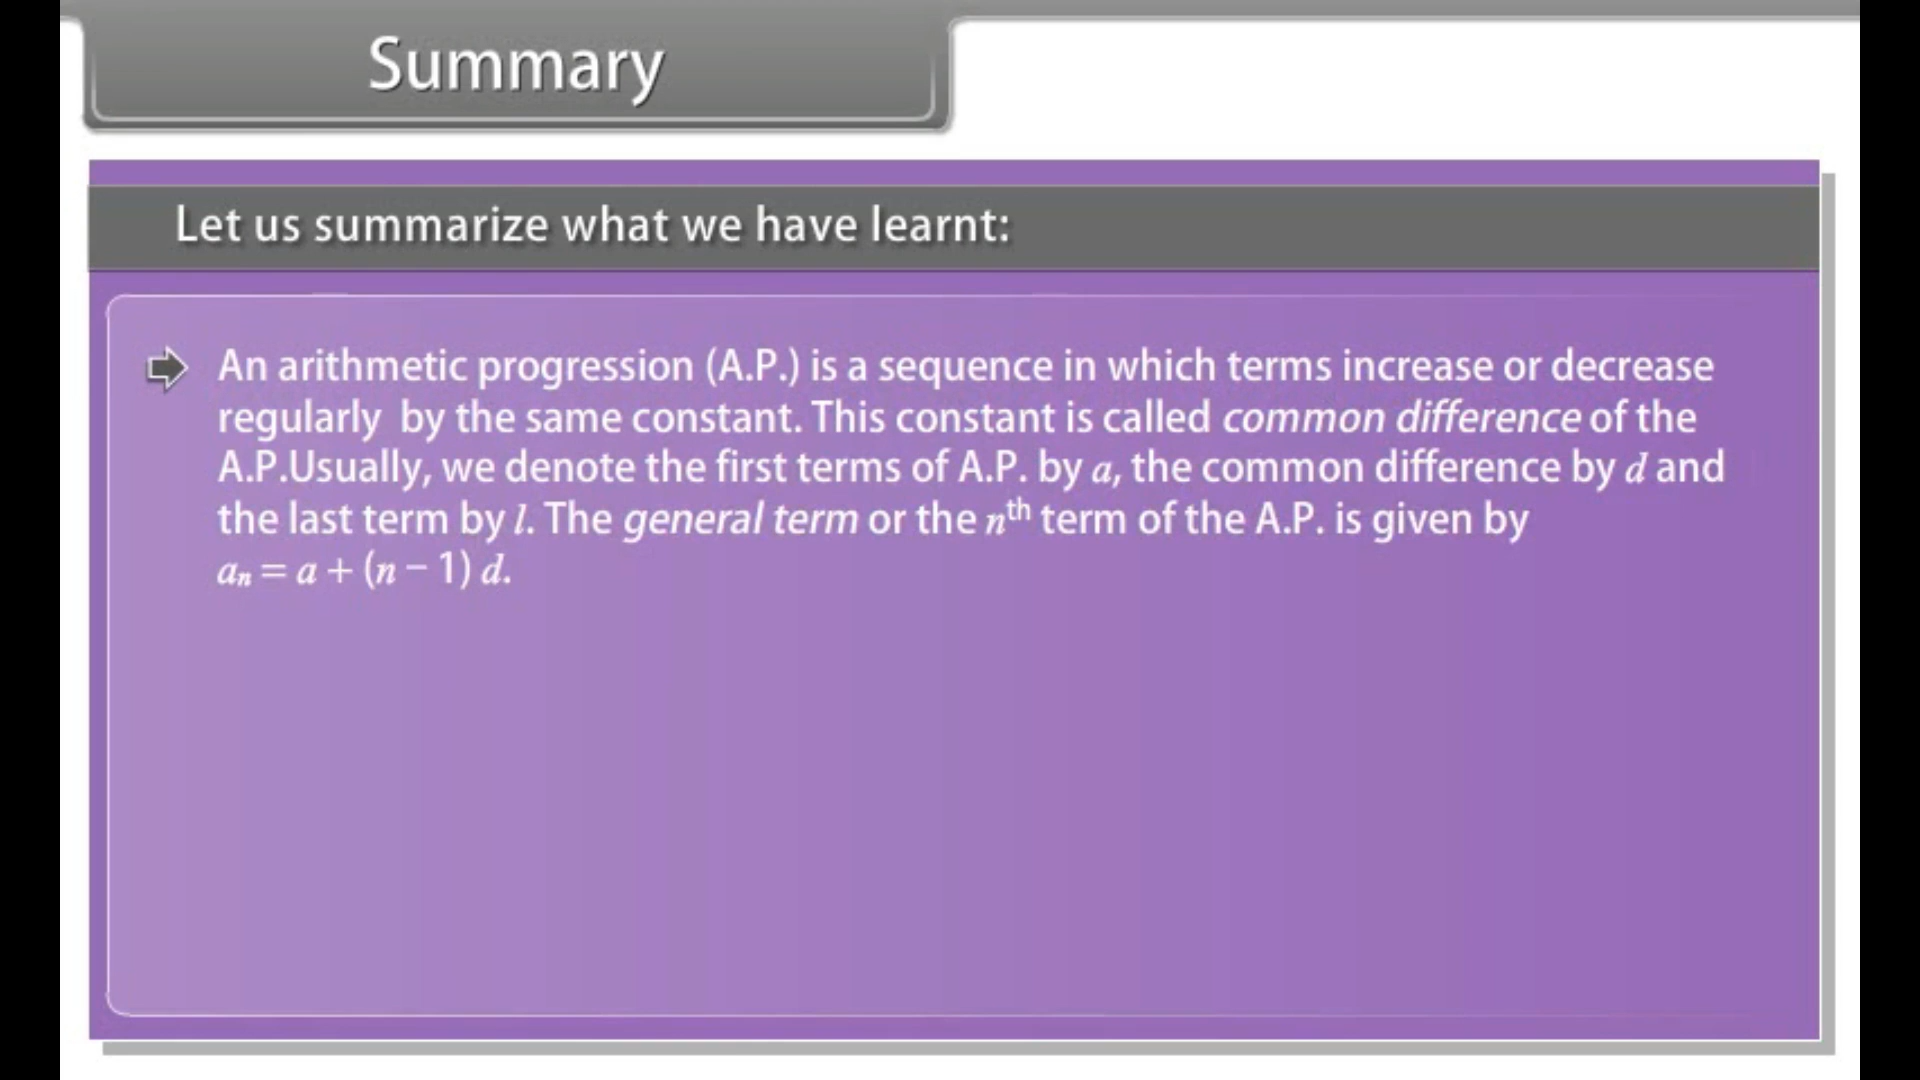 Summary
Let us summarize what we have learnt:
An arithmetic progression (A.P.) is a sequence in which terms increase or decrease
regularly by the same constant. This constant is called common difference of the
A.P.Usually, we denote the first terms of A.P. by a, the common difference by d and
the last term by l. The general term or the nᵗʰ term of the A.P. is given by
aₙ = a + (n − 1) d.